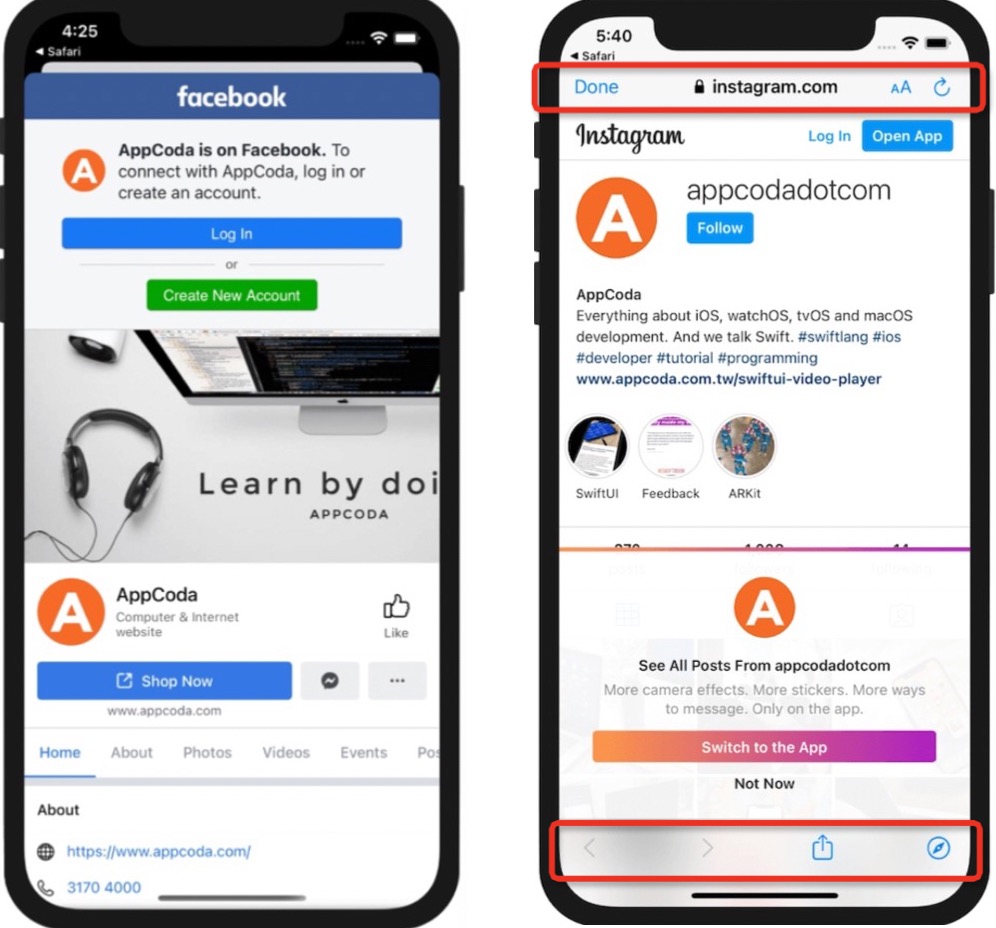 4:25
Safari
facebook
AppCoda is on Facebook. To
connect with AppCoda, log in or
create an account.
Log In
or
Create New Account
Learn by doi
APPCODA
A
AppCoda
Computer & Internet
website
Like
Shop Now
www.appcoda.com
Home About Photos Videos Events Pos
About
https://www.appcoda.com/
3170 4000
5:40
Safari
Done instagram.com AA
Instagram Log In Open App
A
appcodadotcom
Follow
AppCoda
Everything about iOS, watchOS, tvOS and macOS
development. And we talk Swift. #swiftlang #ios
#developer #tutorial #programming
www.appcoda.com.tw/swiftui-video-player
SwiftUI Feedback ARKit
A
See All Posts From appcodadotcom
More camera effects. More stickers. More ways
to message. Only on the app.
Switch to the App
Not Now